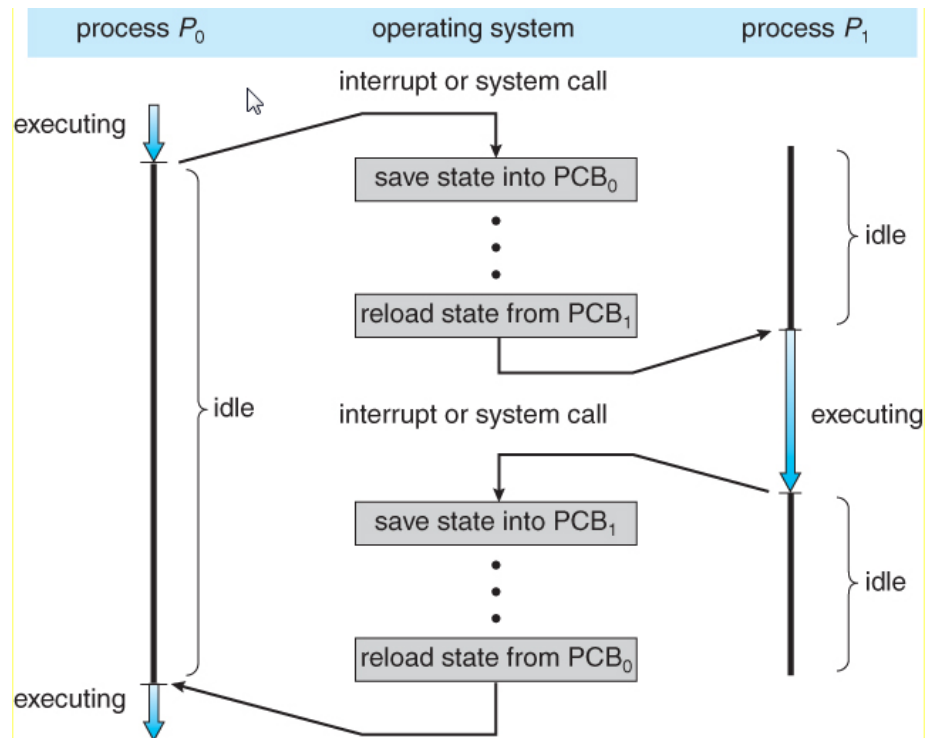 process P₀ operating system process P₁
interrupt or system call
executing
save state into PCB₀
idle
reload state from PCB₁
idle
interrupt or system call
executing
save state into PCB₁
idle
reload state from PCB₀
executing